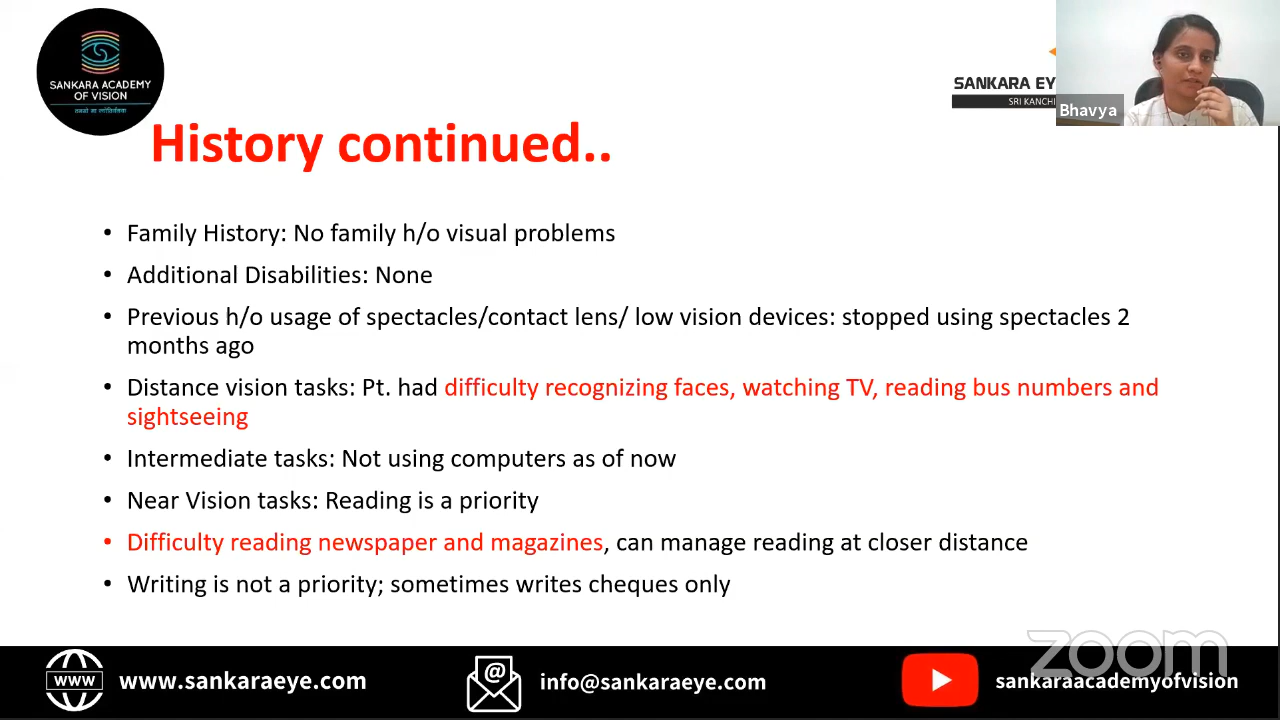 SANKARA ACADEMY
OF VISION
SANKARA EY
SRI KANCHI
Bhavya
History continued..
• Family History: No family h/o visual problems
• Additional Disabilities: None
• Previous h/o usage of spectacles/contact lens/ low vision devices: stopped using spectacles 2
months ago
• Distance vision tasks: Pt. had difficulty recognizing faces, watching TV, reading bus numbers and
sightseeing
• Intermediate tasks: Not using computers as of now
• Near Vision tasks: Reading is a priority
• Difficulty reading newspaper and magazines, can manage reading at closer distance
• Writing is not a priority; sometimes writes cheques only
zoom
WWW www.sankaraeye.com
@ info@sankaraeye.com
sankaraacademyofvision